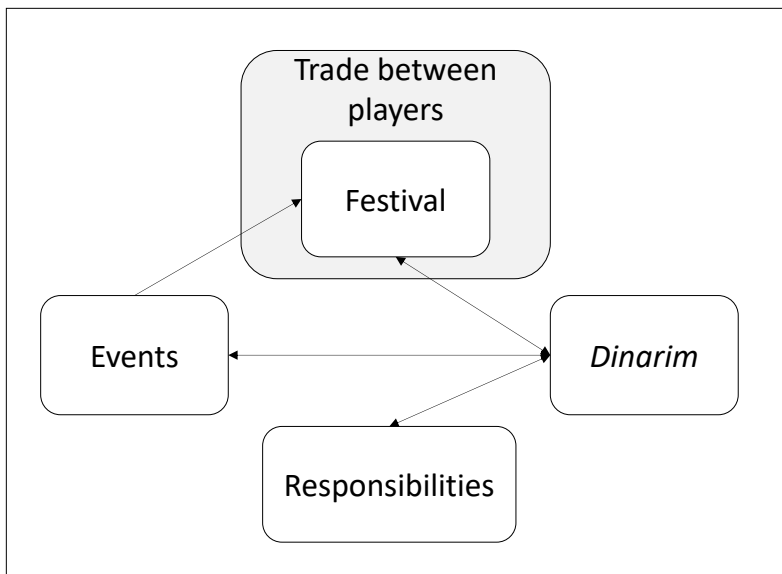 Trade between
players
Festival
Events
Dinarim
Responsibilities